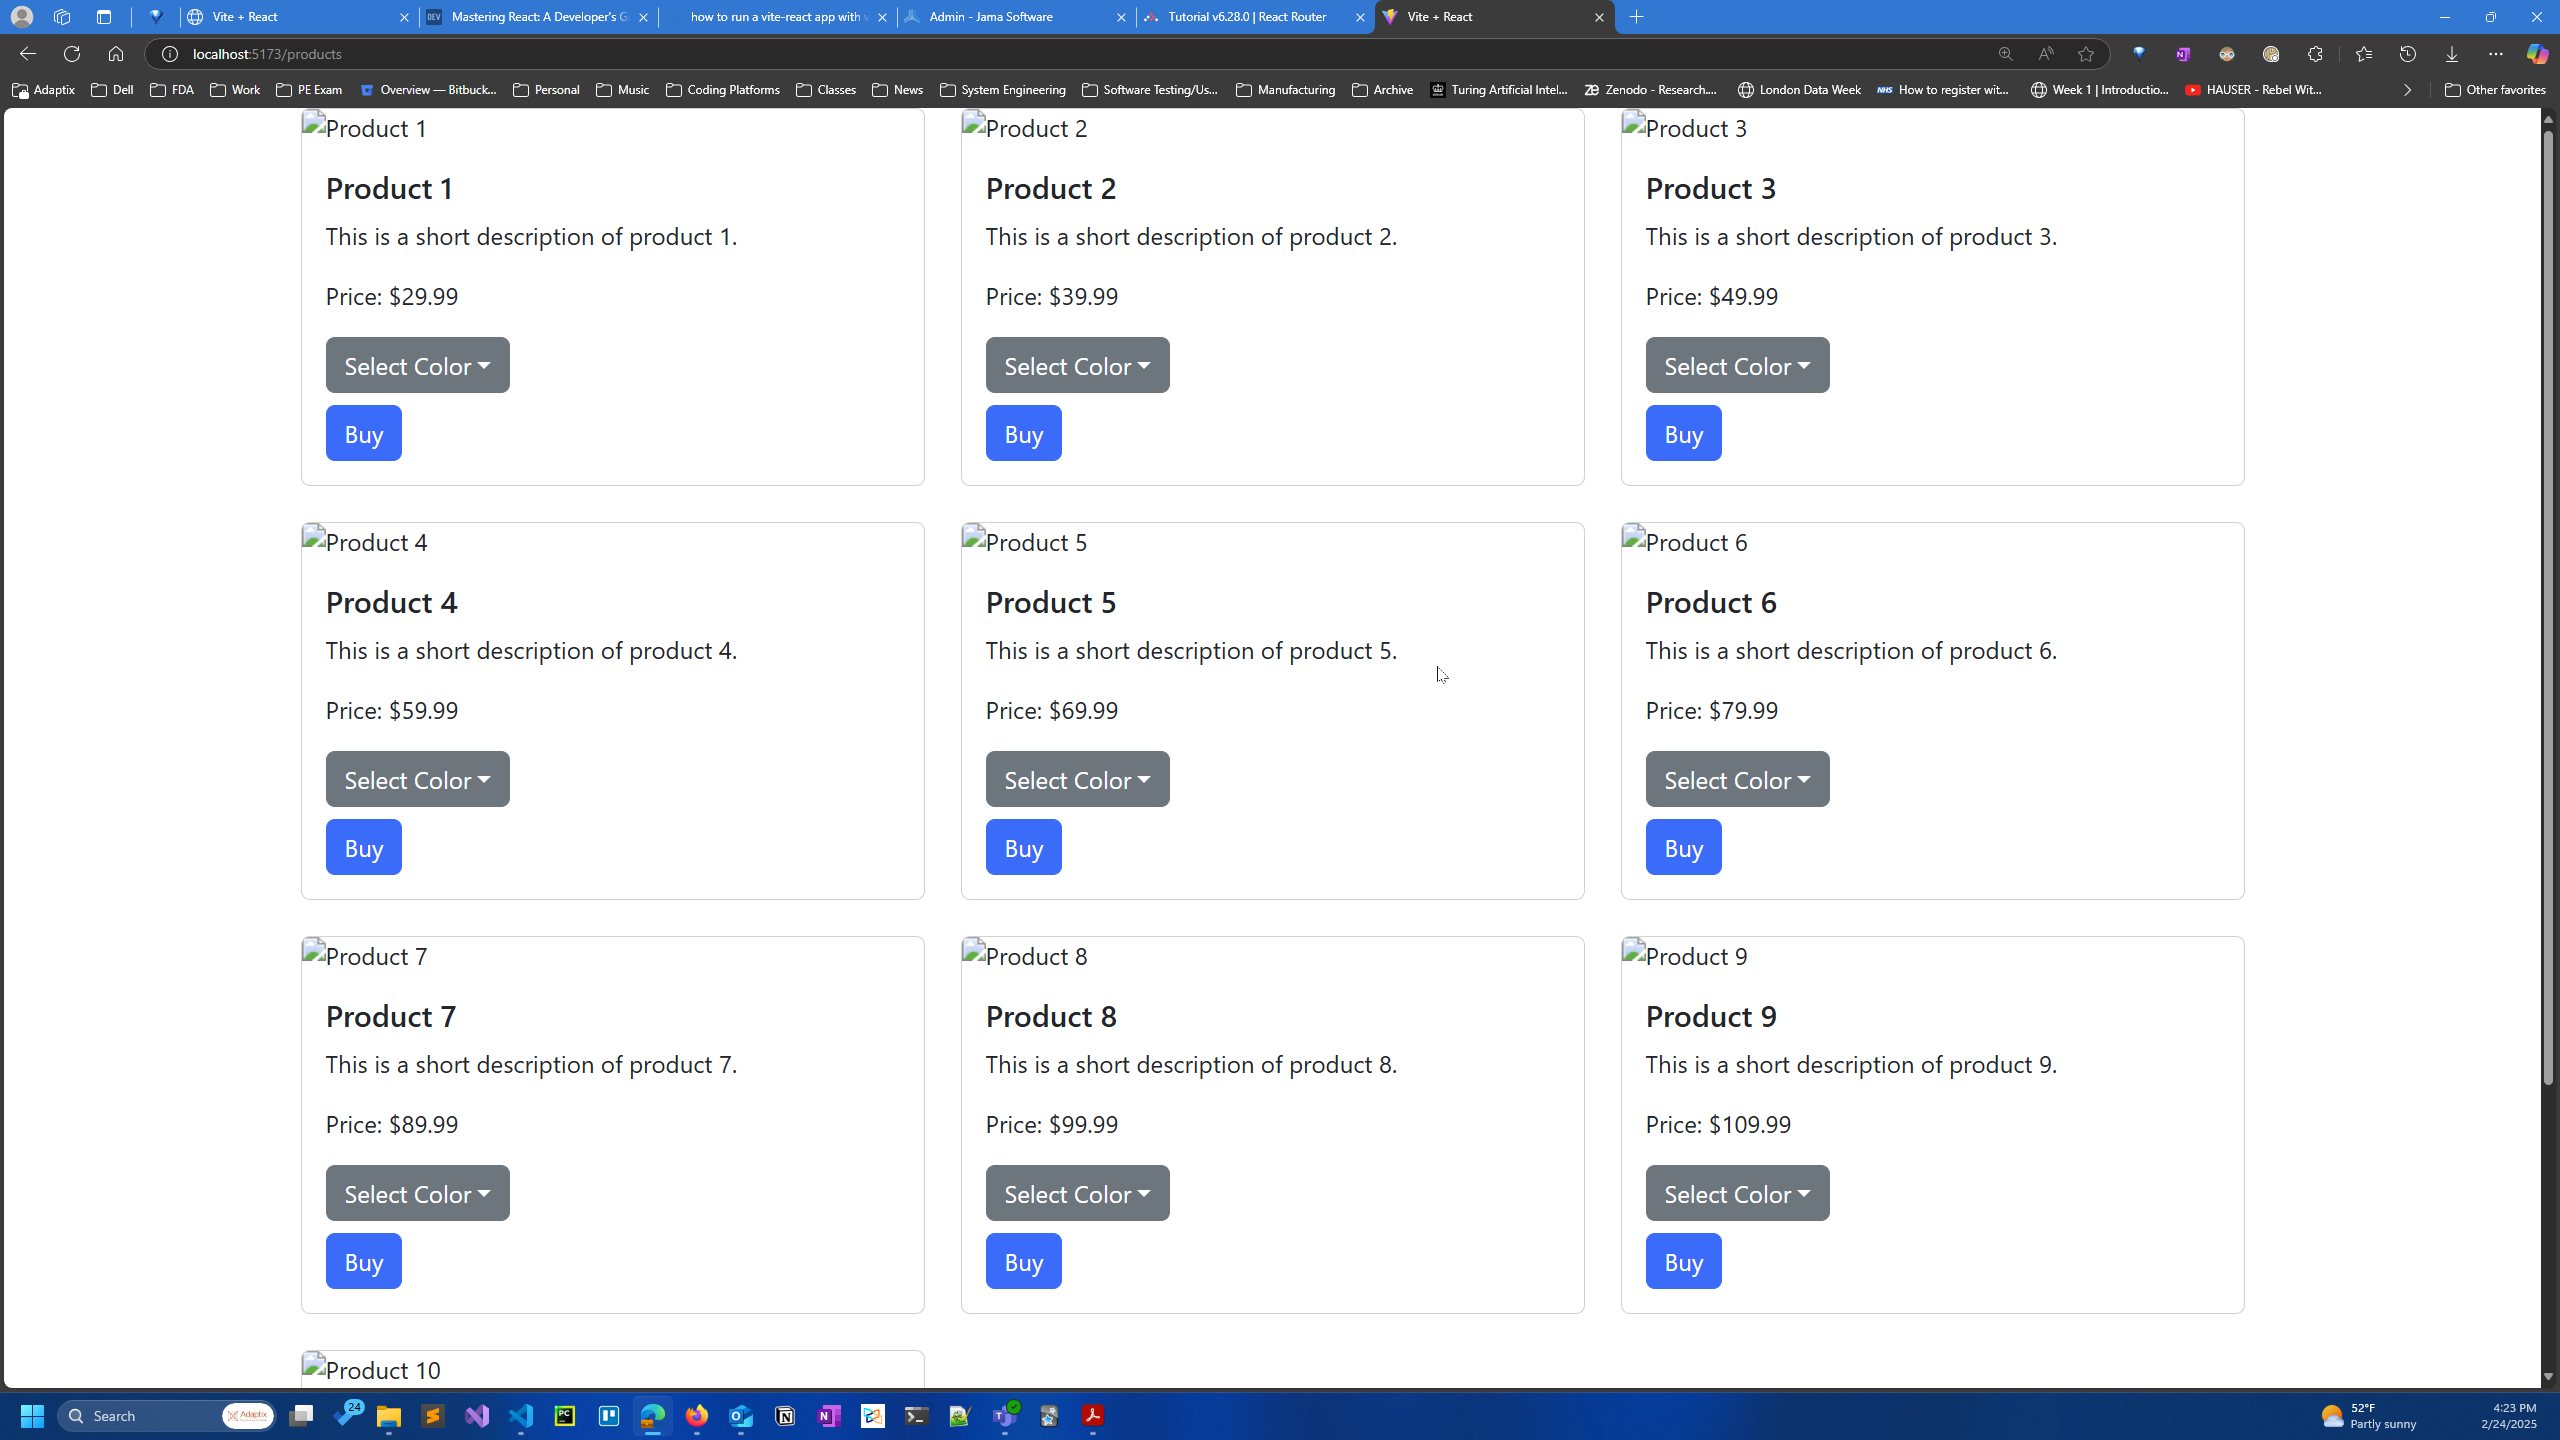 Vite + React
DEV Mastering React: A Developer's G
how to run a vite-react app with v
Admin - Jama Software
Tutorial v6.28.0 | React Router
Vite + React
localhost:5173/products
Adaptix
Dell
FDA
Work
PE Exam
Overview — Bitbuck...
Personal
Music
Coding Platforms
Classes
News
System Engineering
Software Testing/Us...
Manufacturing
Archive
Turing Artificial Intel...
Zenodo - Research...
London Data Week
NHS How to register wit...
Week 1 | Introductio...
HAUSER - Rebel Wit...
Other favorites
Product 1
Product 1
This is a short description of product 1.
Price: $29.99
Select Color
Buy
Product 2
Product 2
This is a short description of product 2.
Price: $39.99
Select Color
Buy
Product 3
Product 3
This is a short description of product 3.
Price: $49.99
Select Color
Buy
Product 4
Product 4
This is a short description of product 4.
Price: $59.99
Select Color
Buy
Product 5
Product 5
This is a short description of product 5.
Price: $69.99
Select Color
Buy
Product 6
Product 6
This is a short description of product 6.
Price: $79.99
Select Color
Buy
Product 7
Product 7
This is a short description of product 7.
Price: $89.99
Select Color
Buy
Product 8
Product 8
This is a short description of product 8.
Price: $99.99
Select Color
Buy
Product 9
Product 9
This is a short description of product 9.
Price: $109.99
Select Color
Buy
Product 10
Search
Adaptix
24
52°F
Partly sunny
4:23 PM
2/24/2025